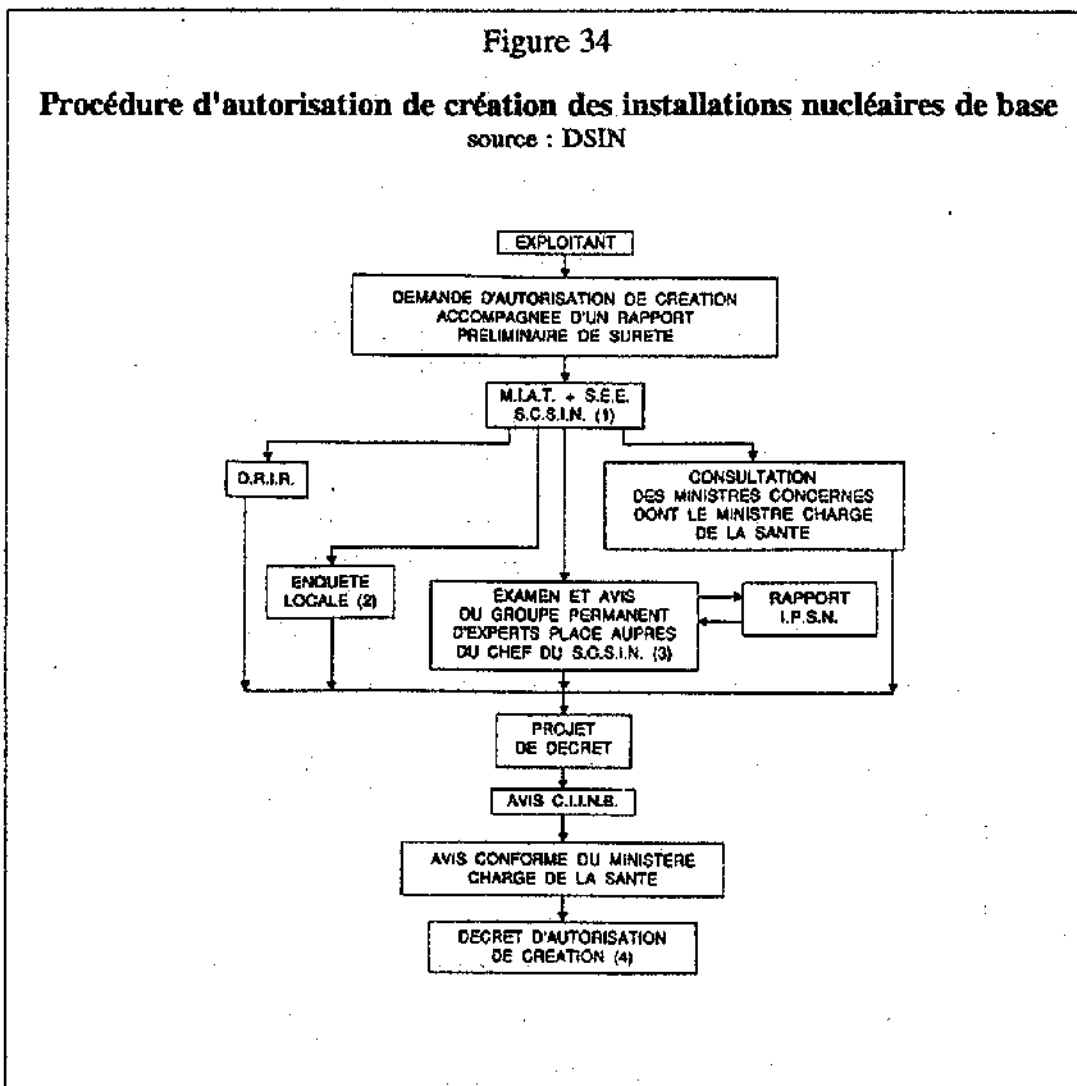 Figure 34
Procédure d'autorisation de création des installations nucléaires de base
source : DSIN
EXPLOITANT
DEMANDE D'AUTORISATION DE CREATION
ACCOMPAGNEE D'UN RAPPORT
PRELIMINAIRE DE SURETE
M.I.A.T. + S.E.E.
S.C.S.I.N. (1)
D.R.I.R.
CONSULTATION
DES MINISTRES CONCERNES
DONT LE MINISTRE CHARGE
DE LA SANTE
ENQUETE
LOCALE (2)
EXAMEN ET AVIS
DU GROUPE PERMANENT
D'EXPERTS PLACE AUPRES
DU CHEF DU S.C.S.I.N. (3)
RAPPORT
I.P.S.N.
PROJET
DE DECRET
AVIS C.I.I.N.B.
AVIS CONFORME DU MINISTERE
CHARGE DE LA SANTE
DECRET D'AUTORISATION
DE CREATION (4)